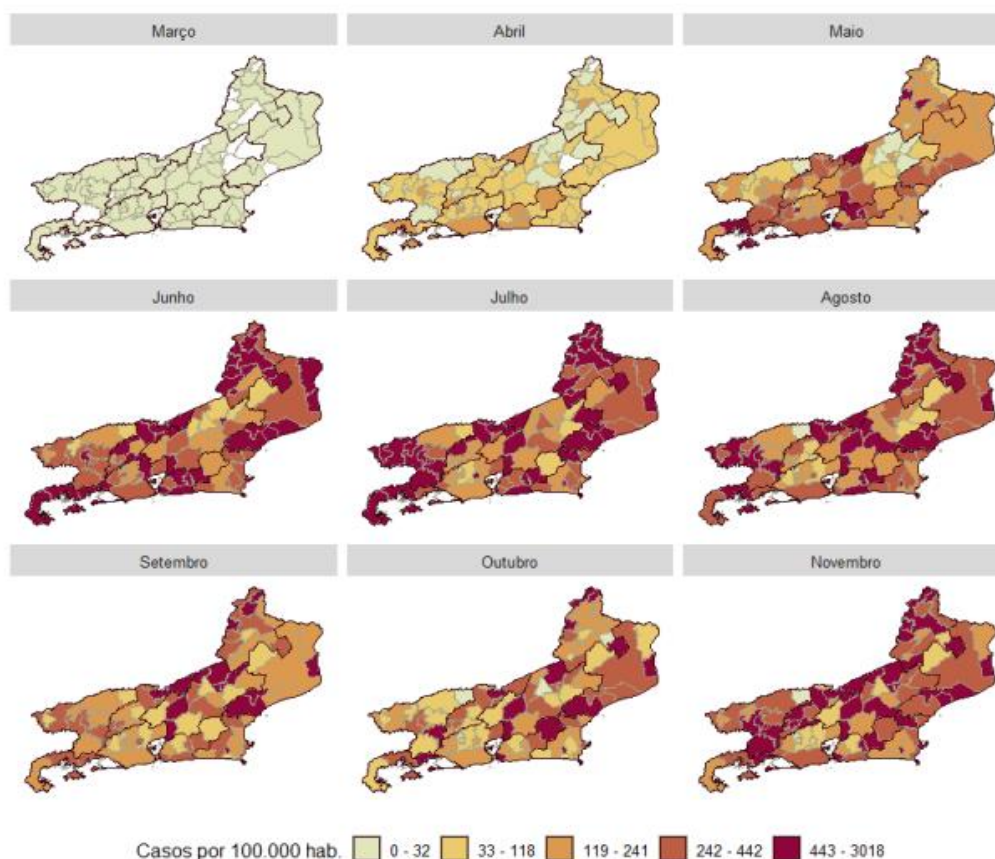 Março
Abril
Maio
Junho
Julho
Agosto
Setembro
Outubro
Novembro
Casos por 100.000 hab. 0 - 32 33 - 118 119 - 241 242 - 442 443 - 3018